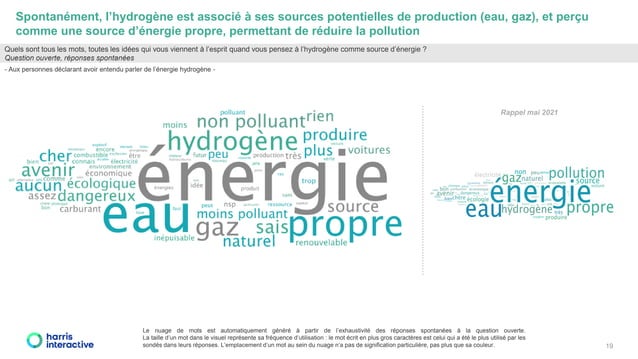 Spontanément, l’hydrogène est associé à ses sources potentielles de production (eau, gaz), et perçu
comme une source d’énergie propre, permettant de réduire la pollution
Quels sont tous les mots, toutes les idées qui vous viennent à l’esprit quand vous pensez à l’hydrogène comme source d’énergie ?
Question ouverte, réponses spontanées
- Aux personnes déclarant avoir entendu parler de l’énergie hydrogène -
polluant
moins non polluant rien
hydrogène produire
encore
cher combustible être futur peu production très plus voitures
bien avenir connais électricité
environnement
comme économique
aucun écologique énergie
énergies idée produit trop
assez dangereux
carburant eau source
bon
peux nsp ressource
moins polluant
gaz sais propre
inépuisable naturel renouvelable
Rappel mai 2021
électricité non pollution
gaz naturel source
énergie
avenir écologie
eau hydrogène propre
produire
harris
interactive
Le nuage de mots est automatiquement généré à partir de l’exhaustivité des réponses spontanées à la question ouverte.
La taille d’un mot dans le visuel représente sa fréquence d’utilisation : le mot écrit en plus gros caractères est celui qui a été le plus utilisé par les
sondés dans leurs réponses. L’emplacement d’un mot au sein du nuage n’a pas de signification particulière, pas plus que sa couleur.
19